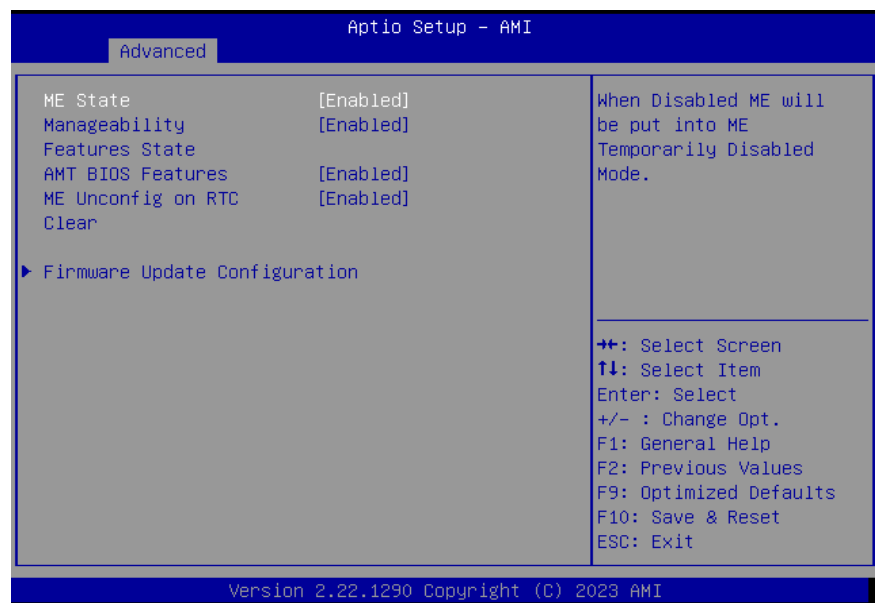 Aptio Setup – AMI
Advanced
ME State [Enabled]
Manageability [Enabled]
Features State
AMT BIOS Features [Enabled]
ME Unconfig on RTC [Enabled]
Clear
▶ Firmware Update Configuration
When Disabled ME will
be put into ME
Temporarily Disabled
Mode.
→←: Select Screen
↑↓: Select Item
Enter: Select
+/- : Change Opt.
F1: General Help
F2: Previous Values
F9: Optimized Defaults
F10: Save & Reset
ESC: Exit
Version 2.22.1290 Copyright (C) 2023 AMI